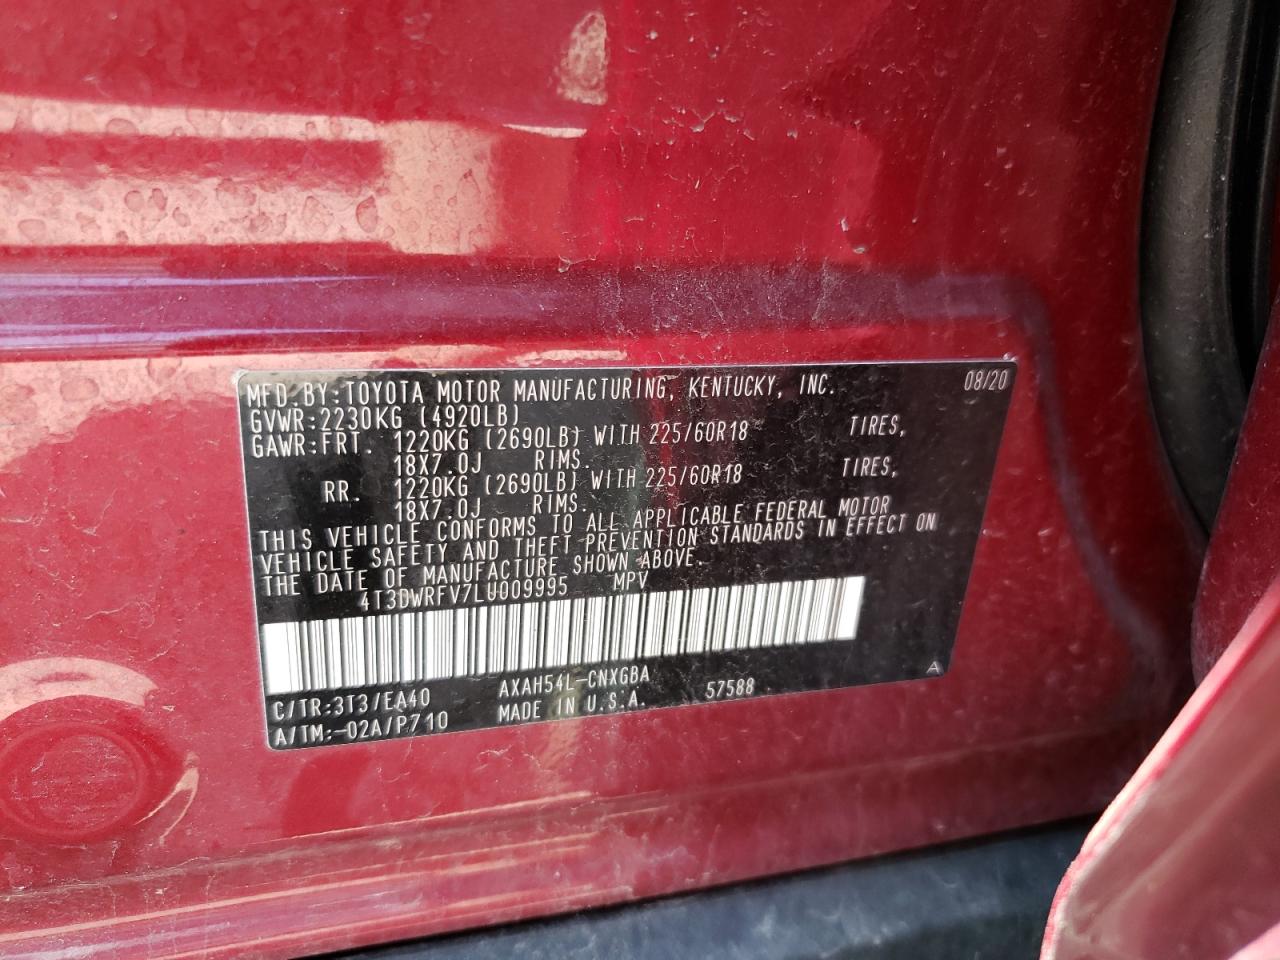 MFD.BY:TOYOTA MOTOR MANUFACTURING, KENTUCKY, INC. 08/20
GVWR:2230KG (4920LB)
GAWR:FRT. 1220KG (2690LB) WITH 225/60R18 TIRES,
18X7.0J RIMS.
RR. 1220KG (2690LB) WITH 225/60R18 TIRES,
18X7.0J RIMS.
THIS VEHICLE CONFORMS TO ALL APPLICABLE FEDERAL MOTOR
VEHICLE SAFETY AND THEFT PREVENTION STANDARDS IN EFFECT ON
THE DATE OF MANUFACTURE SHOWN ABOVE.
4T3DWRFV7LU009995 MPV
C/TR:3T3/EA40 AXAH54L-CNXGBA A
A/TM:-02A/P710 MADE IN U.S.A. 57588